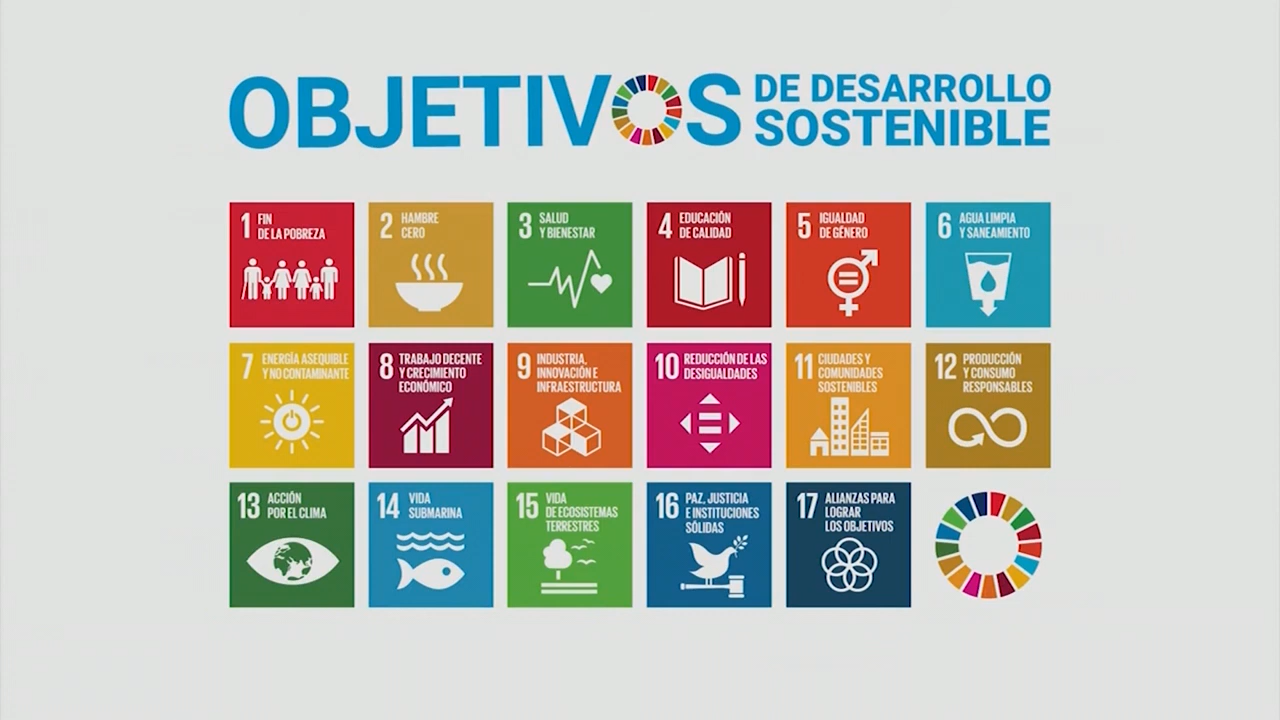 OBJETIVOS
DE DESARROLLO
SOSTENIBLE
1 FIN
DE LA POBREZA
2 HAMBRE
CERO
3 SALUD
Y BIENESTAR
4 EDUCACIÓN
DE CALIDAD
5 IGUALDAD
DE GÉNERO
6 AGUA LIMPIA
Y SANEAMIENTO
7 ENERGÍA ASEQUIBLE
Y NO CONTAMINANTE
8 TRABAJO DECENTE
Y CRECIMIENTO
ECONÓMICO
9 INDUSTRIA,
INNOVACIÓN E
INFRAESTRUCTURA
10 REDUCCIÓN DE LAS
DESIGUALDADES
11 CIUDADES Y
COMUNIDADES
SOSTENIBLES
12 PRODUCCIÓN
Y CONSUMO
RESPONSABLES
13 ACCIÓN
POR EL CLIMA
14 VIDA
SUBMARINA
15 VIDA
DE ECOSISTEMAS
TERRESTRES
16 PAZ, JUSTICIA
E INSTITUCIONES
SÓLIDAS
17 ALIANZAS PARA
LOGRAR
LOS OBJETIVOS